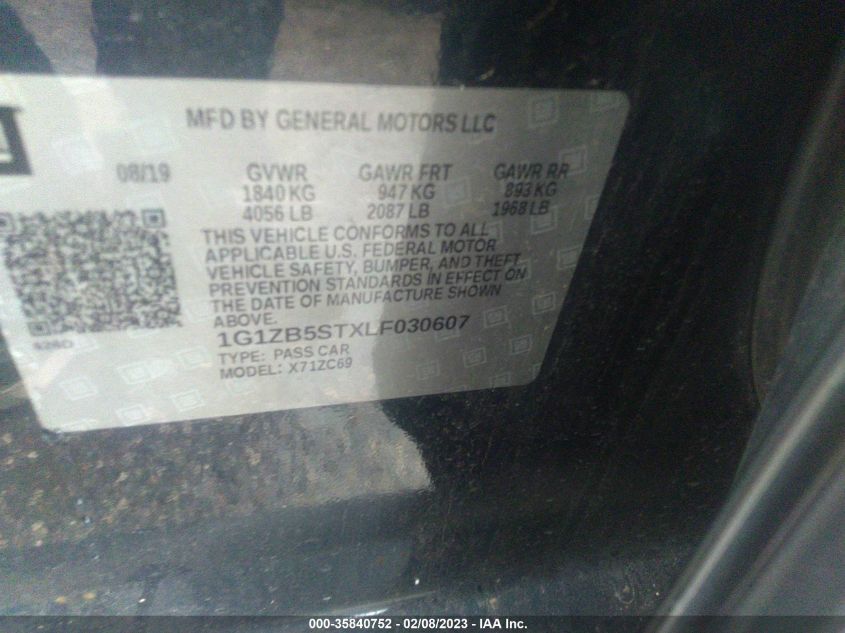 MFD BY GENERAL MOTORS LLC
08/19 GVWR GAWR FRT GAWR RR
1840 KG 947 KG 893 KG
4056 LB 2087 LB 1968 LB
THIS VEHICLE CONFORMS TO ALL
APPLICABLE U.S. FEDERAL MOTOR
VEHICLE SAFETY, BUMPER, AND THEFT
PREVENTION STANDARDS IN EFFECT ON
THE DATE OF MANUFACTURE SHOWN
ABOVE.
1G1ZB5STXLF030607
TYPE: PASS CAR
MODEL: X71ZC69
000-35840752 — 02/08/2023 — IAA Inc.